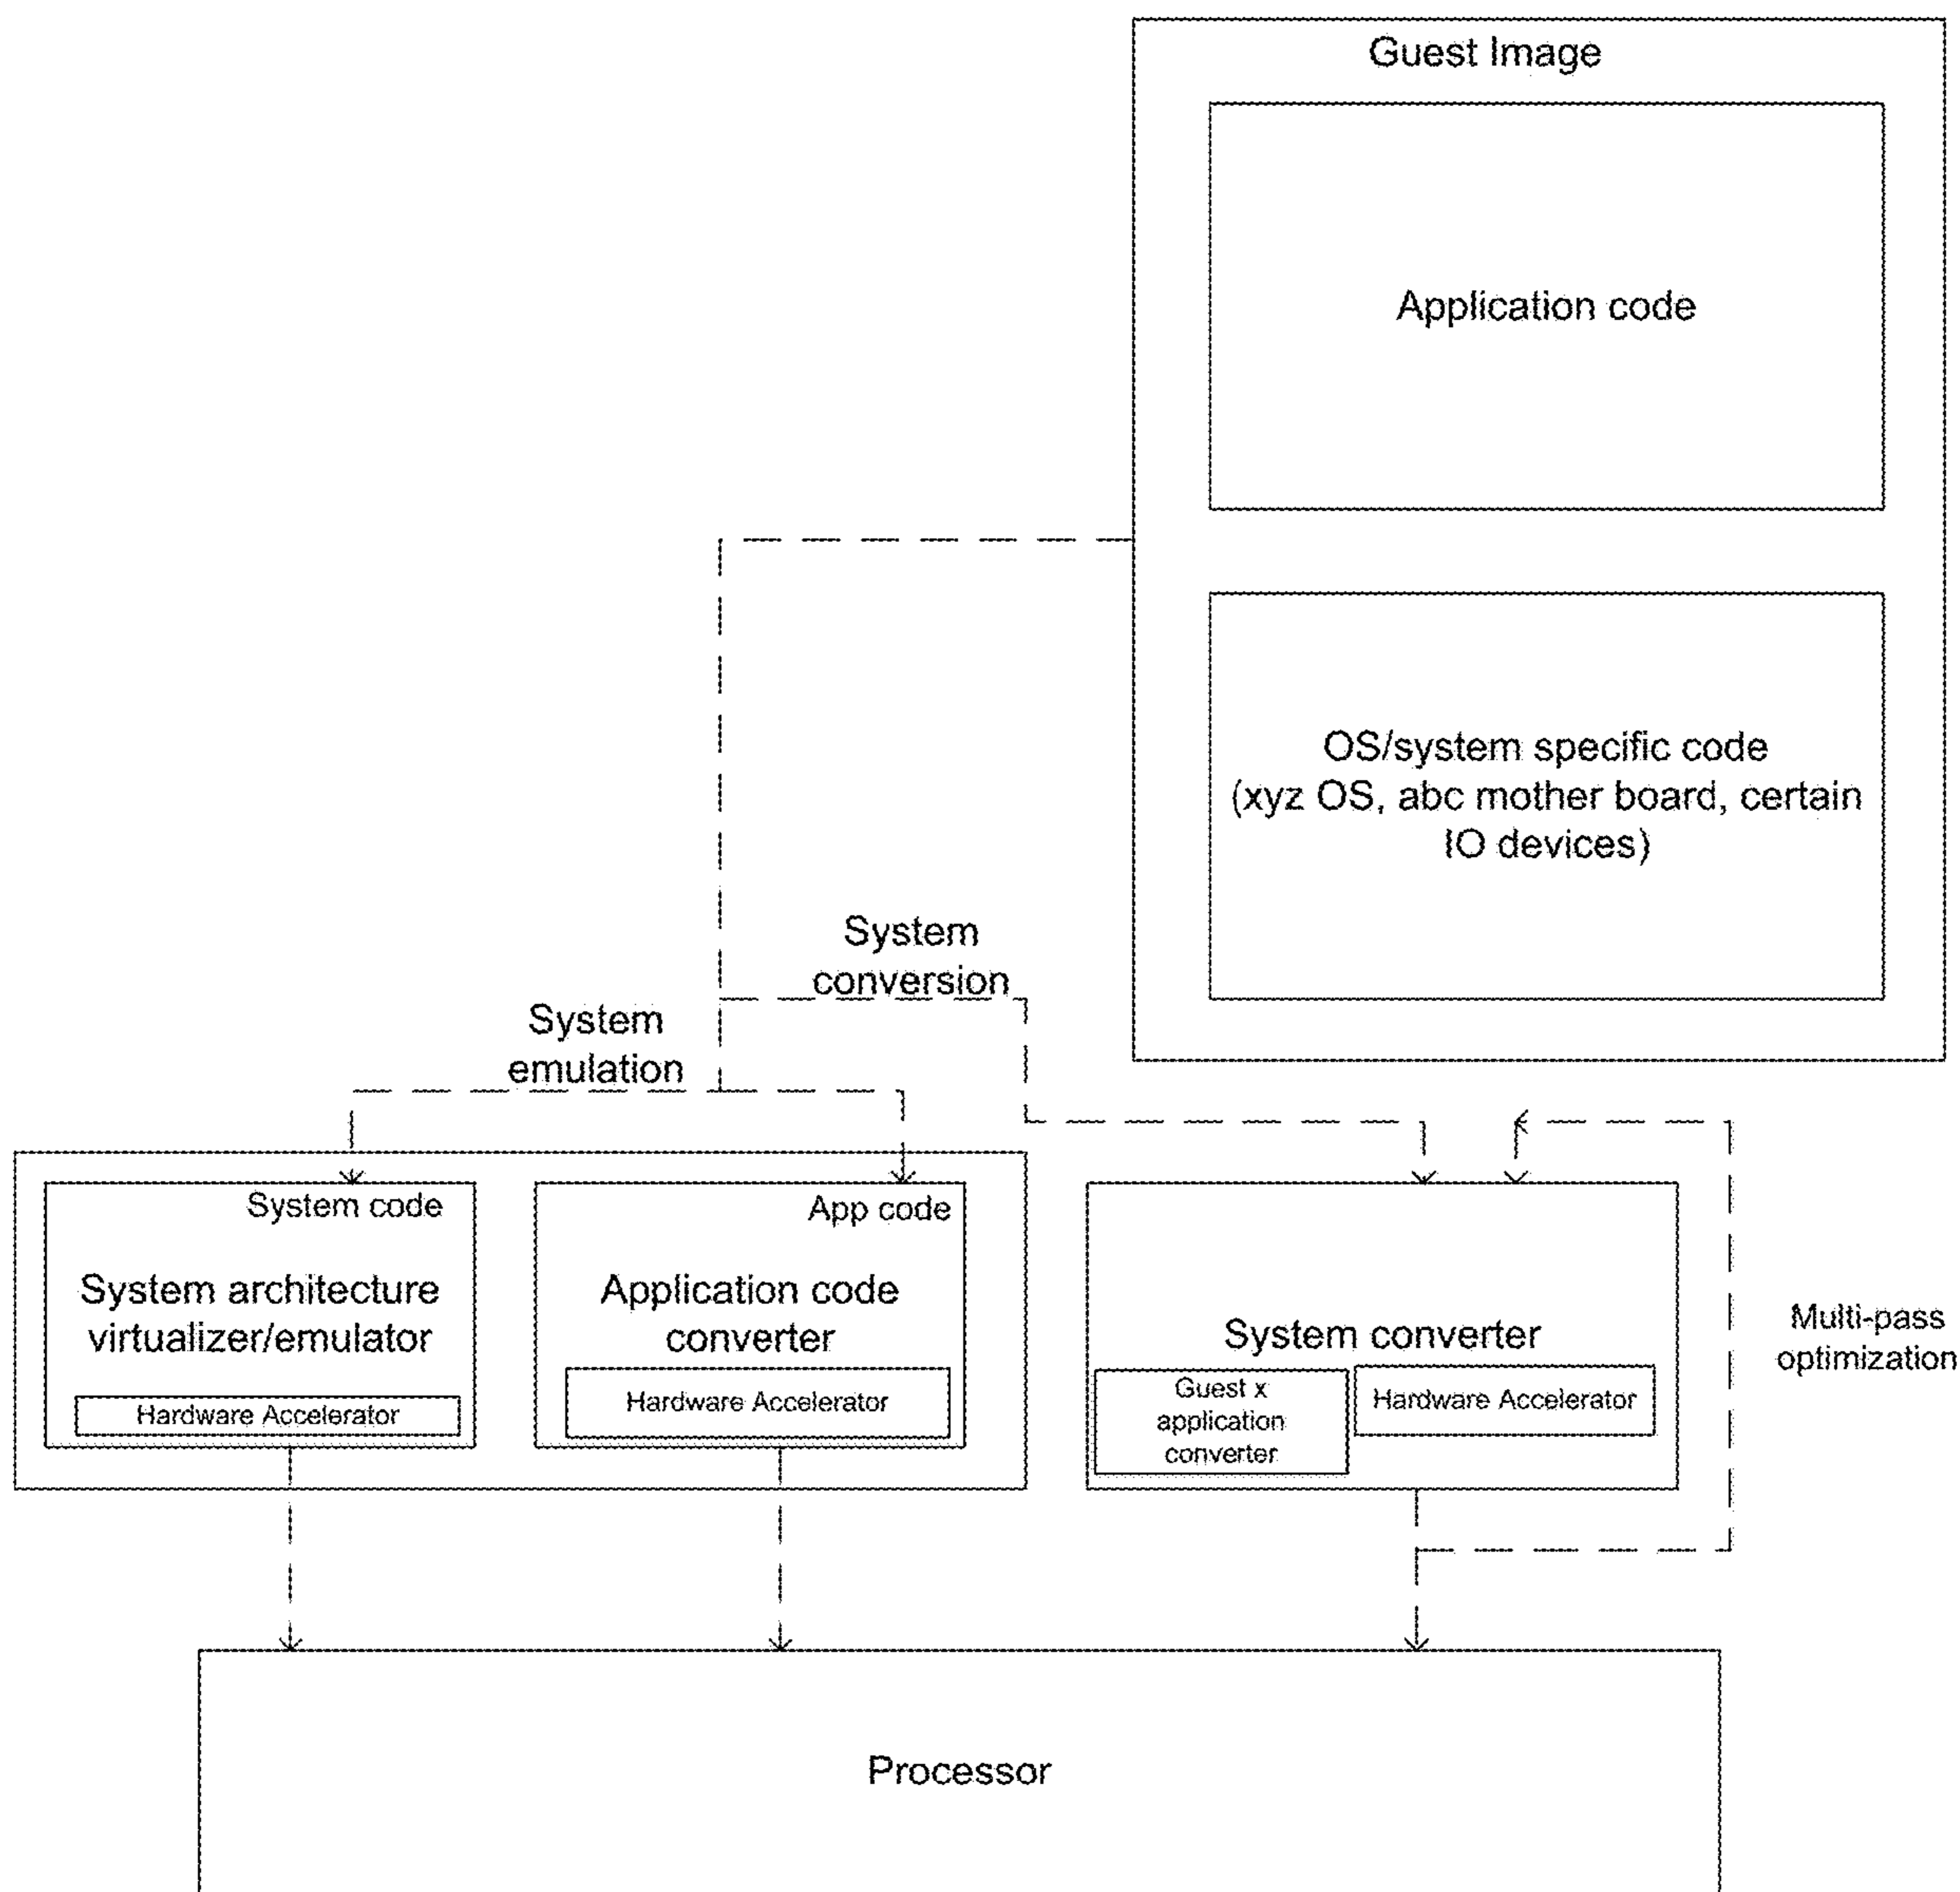 Guest Image
Application code
OS/system specific code
(xyz OS, abc mother board, certain
IO devices)
System
conversion
System
emulation
System code
System architecture
virtualizer/emulator
Hardware Accelerator
App code
Application code
converter
Hardware Accelerator
System converter
Guest x
application
converter
Hardware Accelerator
Multi-pass
optimization
Processor